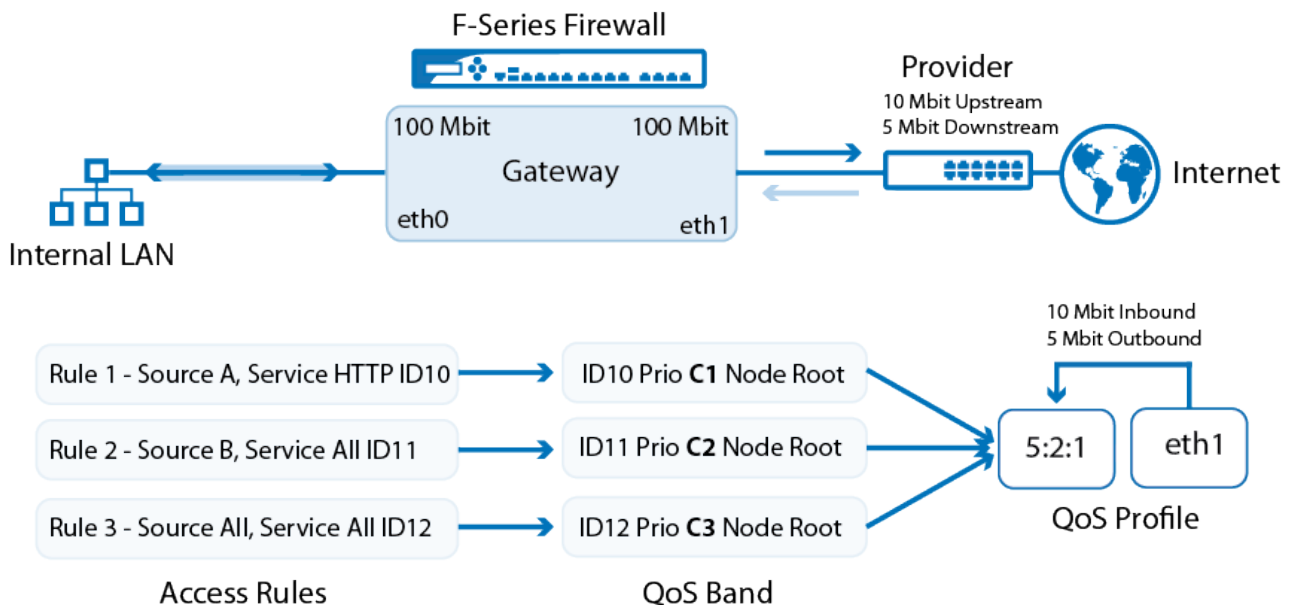 F-Series Firewall
Provider
10 Mbit Upstream
5 Mbit Downstream
100 Mbit
100 Mbit
Gateway
eth0
eth1
Internet
Internal LAN
10 Mbit Inbound
5 Mbit Outbound
Rule 1 - Source A, Service HTTP ID10
ID10 Prio C1 Node Root
Rule 2 - Source B, Service All ID11
ID11 Prio C2 Node Root
5:2:1
eth1
Rule 3 - Source All, Service All ID12
ID12 Prio C3 Node Root
QoS Profile
Access Rules
QoS Band